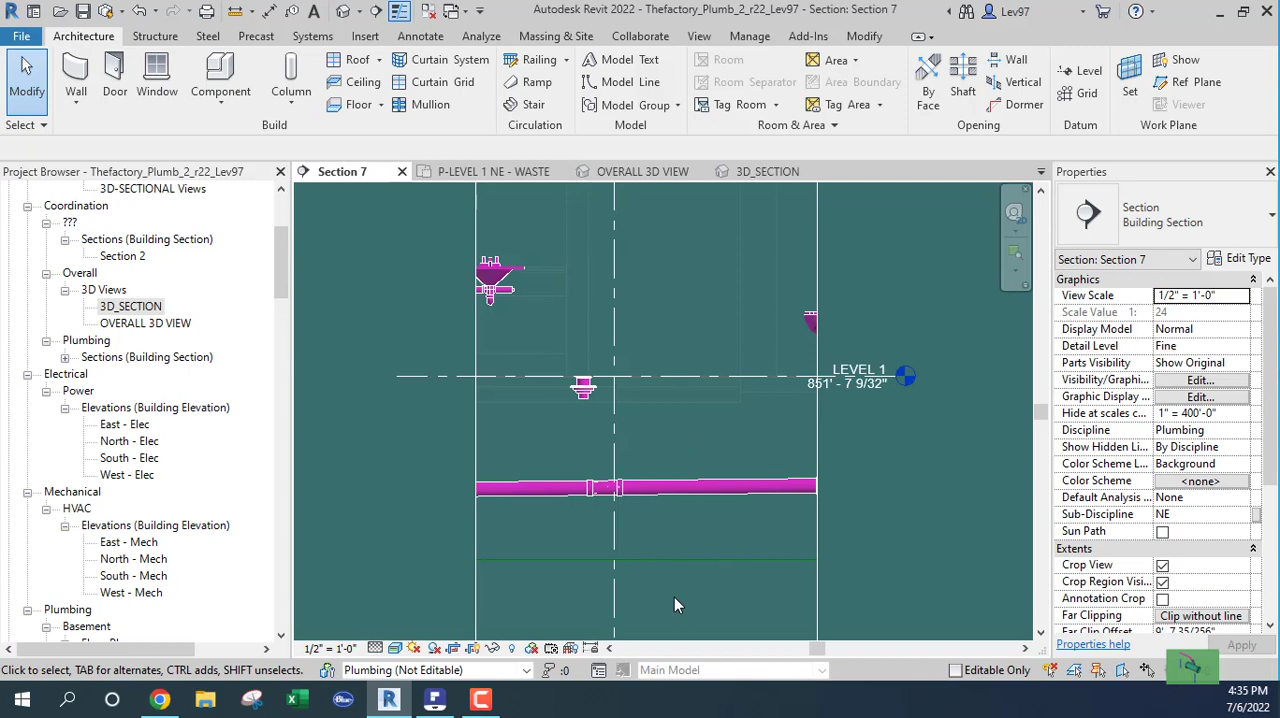 Autodesk Revit 2022 - Thefactory_Plumb_2_r22_Lev97 - Section: Section 7
Lev97
File Architecture Structure Steel Precast Systems Insert Annotate Analyze Massing & Site Collaborate View Manage Add-Ins Modify
Modify Wall Door Window Component Column
Roof Curtain System Railing Model Text Room Area Wall Level Show
Ceiling Curtain Grid Ramp Model Line Room Separator Area Boundary Vertical Grid Ref Plane
Floor Mullion Stair Model Group Tag Room Tag Area By Face Shaft Dormer Set Viewer
Select Build Circulation Model Room & Area Opening Datum Work Plane
Project Browser - Thefactory_Plumb_2_r22_Lev97
3D-SECTIONAL Views
Coordination
???
Sections (Building Section)
Section 2
Overall
3D Views
3D_SECTION
OVERALL 3D VIEW
Plumbing
Sections (Building Section)
Electrical
Power
Elevations (Building Elevation)
East - Elec
North - Elec
South - Elec
West - Elec
Mechanical
HVAC
Elevations (Building Elevation)
East - Mech
North - Mech
South - Mech
West - Mech
Plumbing
Basement
Section 7 P-LEVEL 1 NE - WASTE OVERALL 3D VIEW 3D_SECTION
LEVEL 1
851' - 7 9/32"
1/2" = 1'-0"
Properties
Section
Building Section
Section: Section 7 Edit Type
Graphics
View Scale 1/2" = 1'-0"
Scale Value 1: 24
Display Model Normal
Detail Level Fine
Parts Visibility Show Original
Visibility/Graphi... Edit...
Graphic Display ... Edit...
Hide at scales c... 1" = 400'-0"
Discipline Plumbing
Show Hidden Li... By Discipline
Color Scheme L... Background
Color Scheme <none>
Default Analysis ... None
Sub-Discipline NE
Sun Path
Extents
Crop View
Crop Region Visi...
Annotation Crop
Far Clipping Clip without line
Far Clip Offset 9' 7 35/256"
Properties help Apply
Click to select, TAB for alternates, CTRL adds, SHIFT unselects. Plumbing (Not Editable) :0 Main Model Editable Only
4:35 PM
7/6/2022